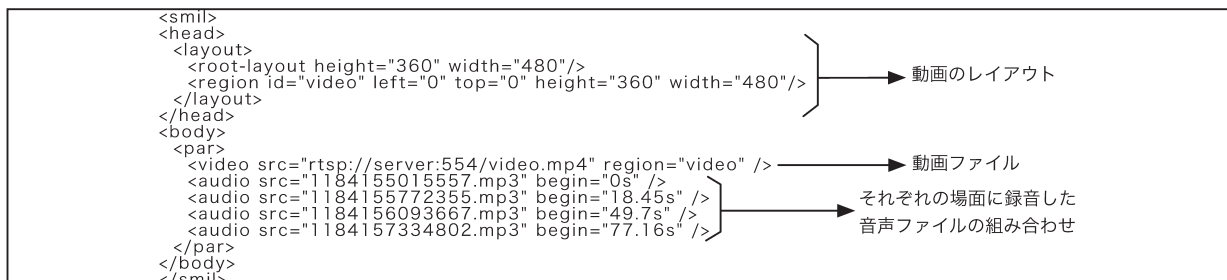 <smil>
<head>
<layout>
<root-layout height="360" width="480"/>
<region id="video" left="0" top="0" height="360" width="480"/>
</layout>
</head>
動画のレイアウト
<body>
<par>
<video src="rtsp://server:554/video.mp4" region="video" />
動画ファイル
<audio src="1184155015557.mp3" begin="0s" />
<audio src="1184155772355.mp3" begin="18.45s" />
<audio src="1184156093667.mp3" begin="49.7s" />
<audio src="1184157334802.mp3" begin="77.16s" />
それぞれの場面に録音した
音声ファイルの組み合わせ
</par>
</body>
</smil>